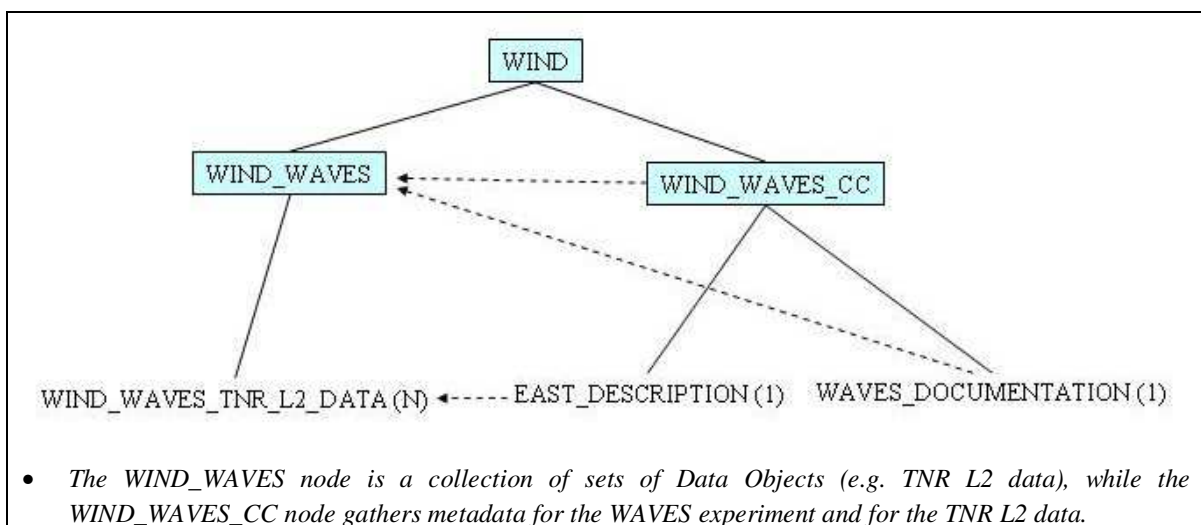 WIND
WIND_WAVES
WIND_WAVES_CC
WIND_WAVES_TNR_L2_DATA (N)
EAST_DESCRIPTION (1)
WAVES_DOCUMENTATION (1)
• The WIND_WAVES node is a collection of sets of Data Objects (e.g. TNR L2 data), while the
WIND_WAVES_CC node gathers metadata for the WAVES experiment and for the TNR L2 data.